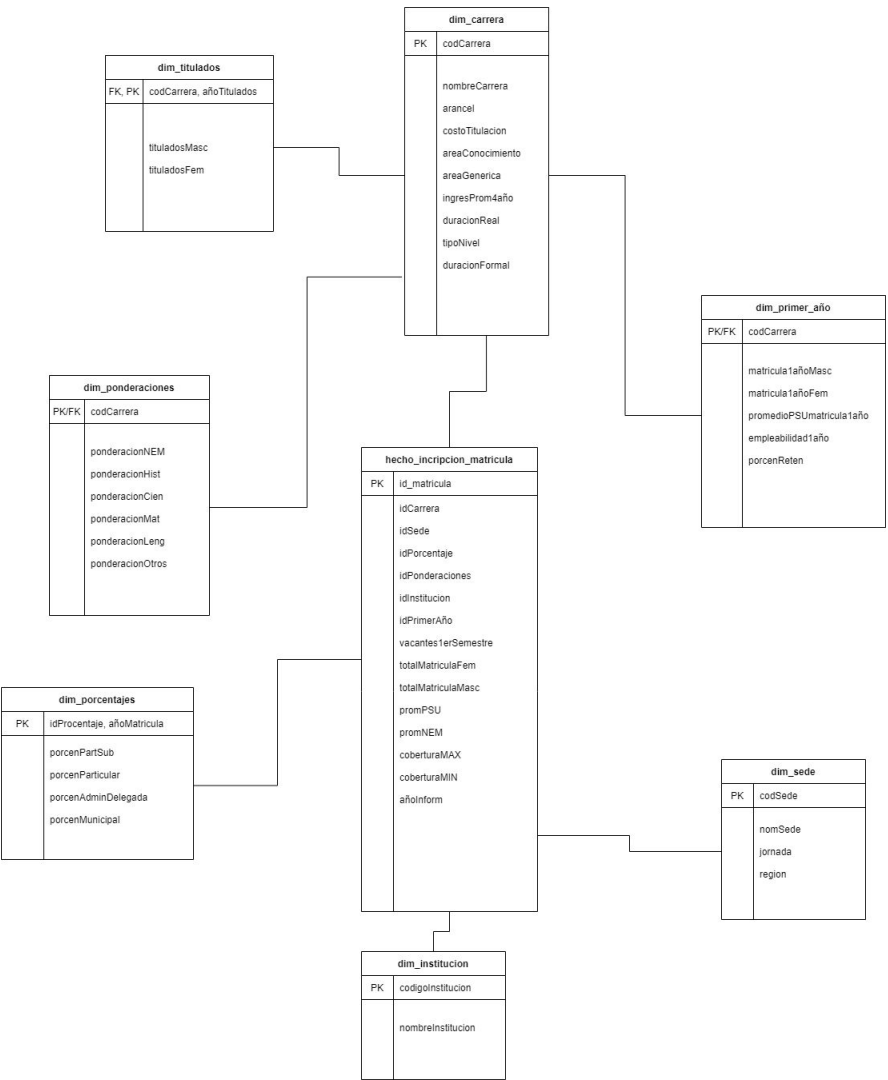 dim_carrera
PK codCarrera
nombreCarrera
arancel
costoTitulacion
areaConocimiento
areaGenerica
ingresProm4año
duracionReal
tipoNivel
duracionFormal
dim_titulados
FK, PK codCarrera, añoTitulados
tituladosMasc
tituladosFem
dim_primer_año
PK/FK codCarrera
matricula1añoMasc
matricula1añoFem
promedioPSUmatricula1año
empleabilidad1año
porcenReten
dim_ponderaciones
PK/FK codCarrera
ponderacionNEM
ponderacionHist
ponderacionCien
ponderacionMat
ponderacionLeng
ponderacionOtros
hecho_incripcion_matricula
PK id_matricula
idCarrera
idSede
idPorcentaje
idPonderaciones
idInstitucion
idPrimerAño
vacantes1erSemestre
totalMatriculaFem
totalMatriculaMasc
promPSU
promNEM
coberturaMAX
coberturaMIN
añoInform
dim_porcentajes
PK idProcentaje, añoMatricula
porcenPartSub
porcenParticular
porcenAdminDelegada
porcenMunicipal
dim_sede
PK codSede
nomSede
jornada
region
dim_institucion
PK codigoInstitucion
nombreInstitucion